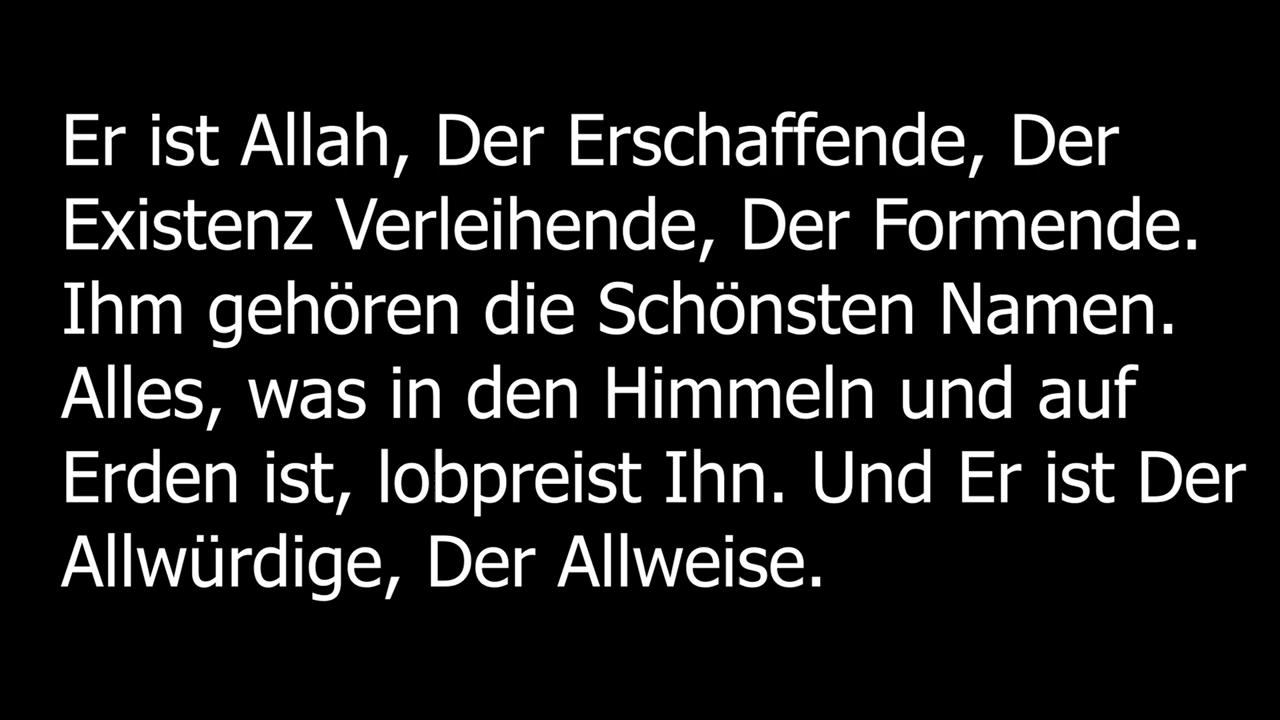 Er ist Allah, Der Erschaffende, Der
Existenz Verleihende, Der Formende.
Ihm gehören die Schönsten Namen.
Alles, was in den Himmeln und auf
Erden ist, lobpreist Ihn. Und Er ist Der
Allwürdige, Der Allweise.